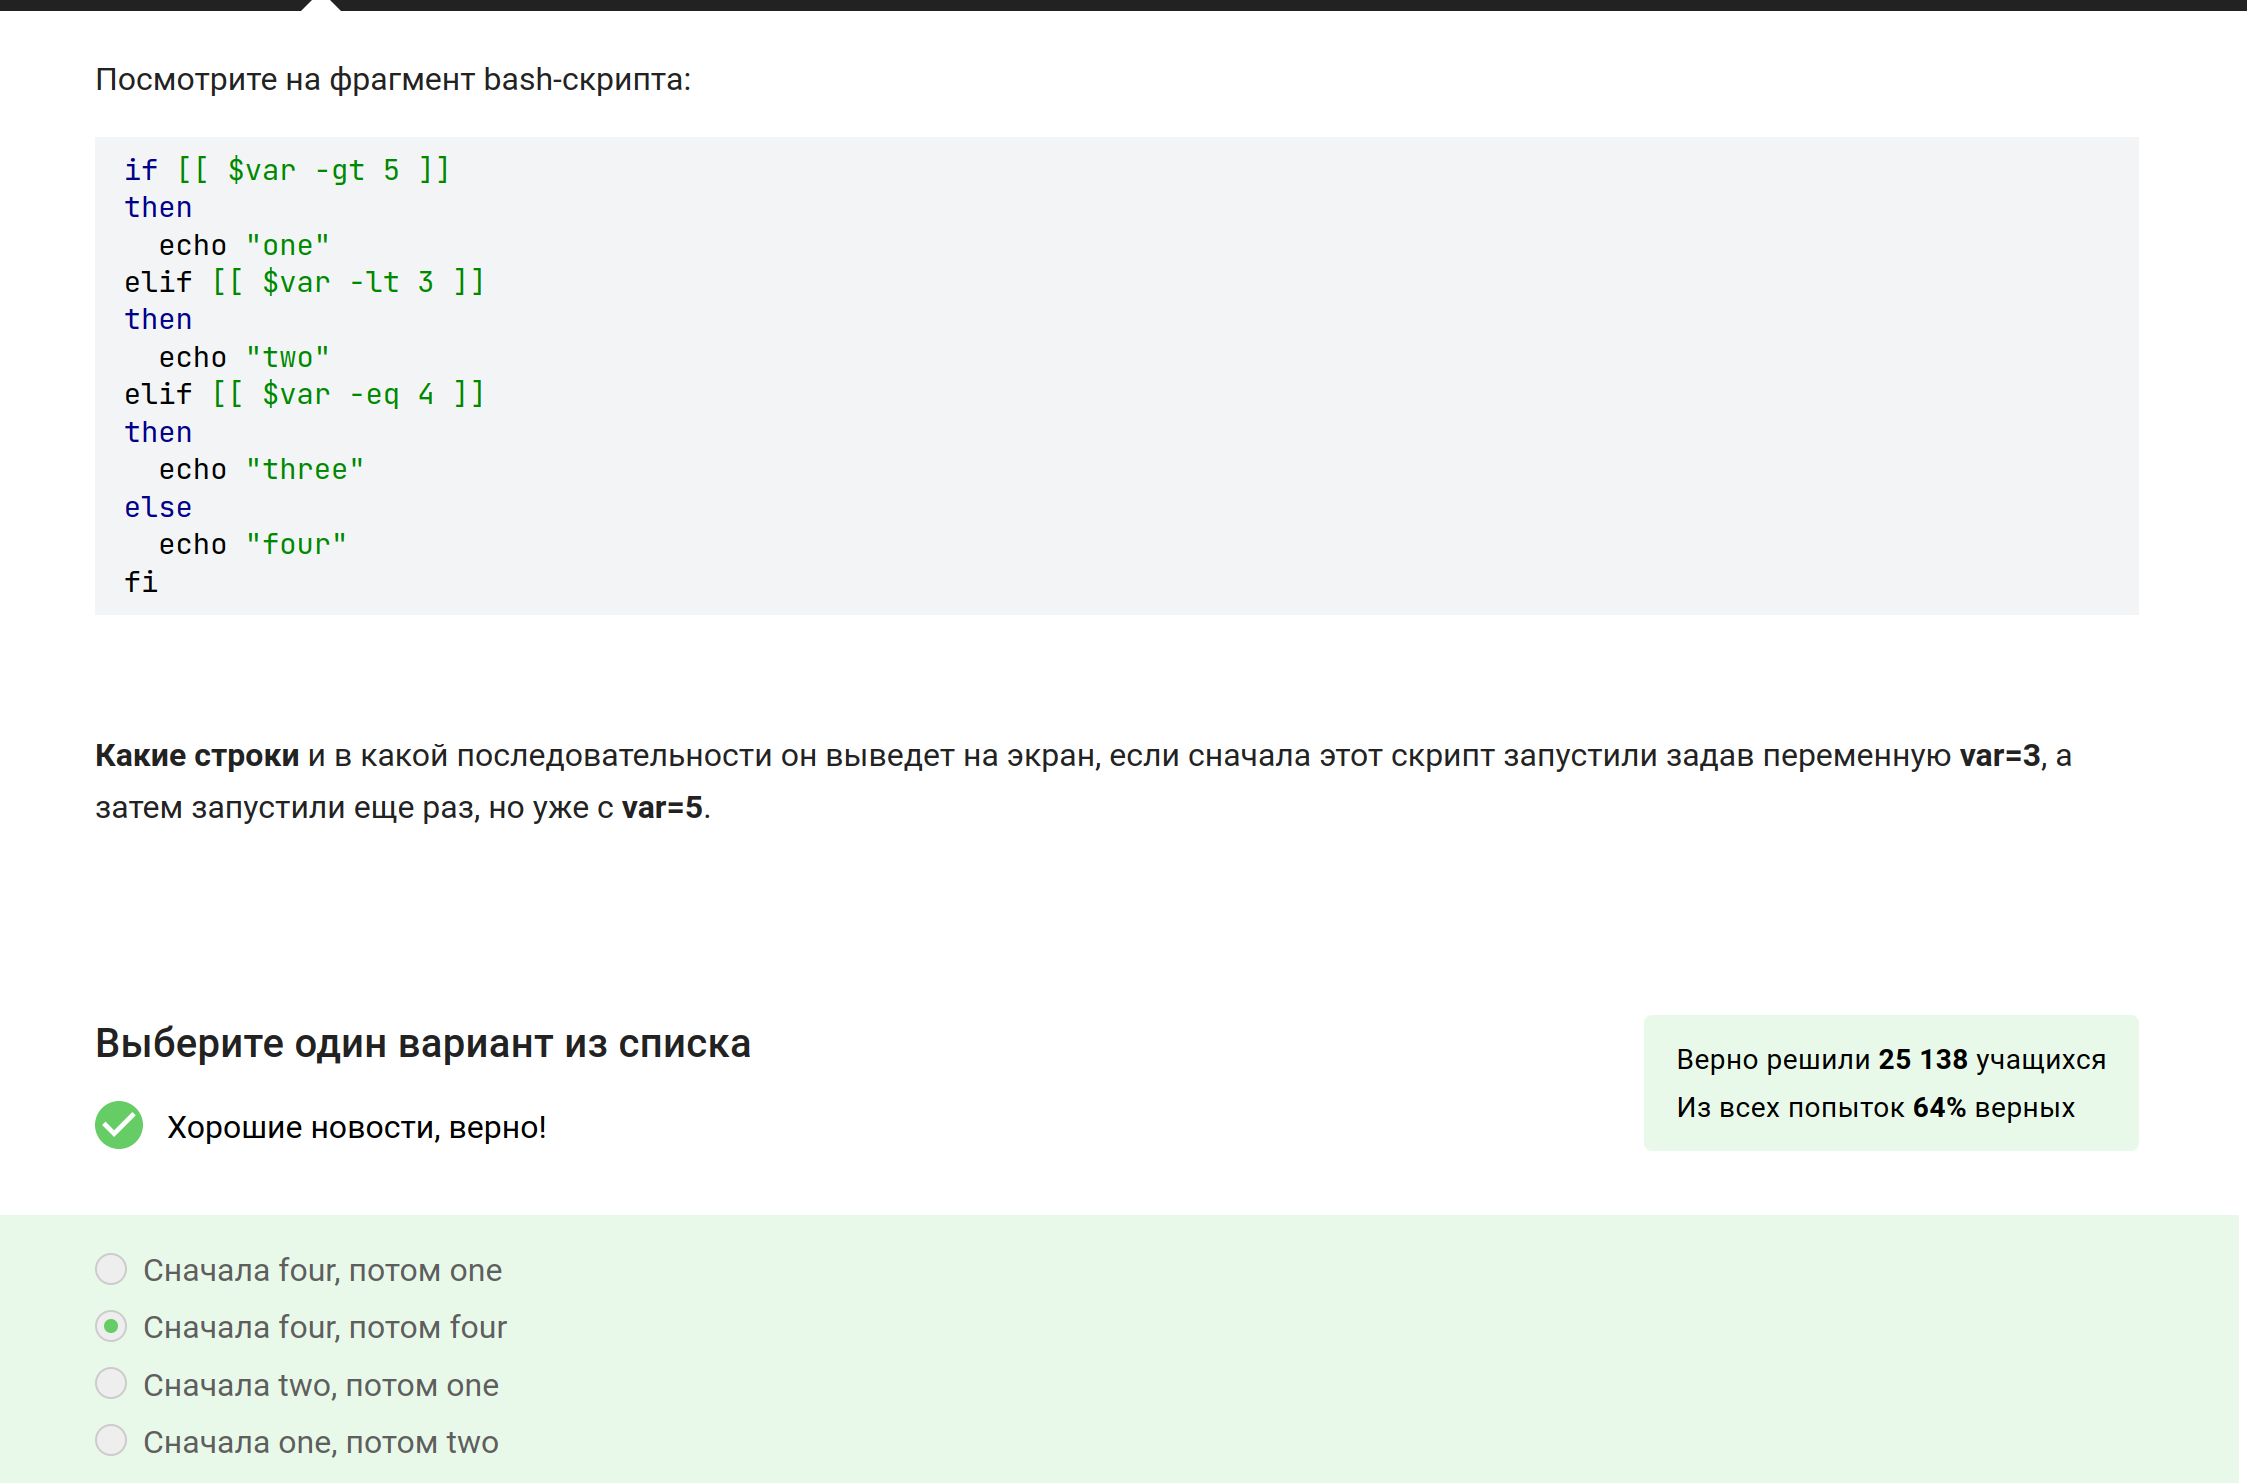 Посмотрите на фрагмент bash-скрипта:
if [[ $var -gt 5 ]]
then
  echo "one"
elif [[ $var -lt 3 ]]
then
  echo "two"
elif [[ $var -eq 4 ]]
then
  echo "three"
else
  echo "four"
fi
Какие строки и в какой последовательности он выведет на экран, если сначала этот скрипт запустили задав переменную var=3, а
затем запустили еще раз, но уже с var=5.
Выберите один вариант из списка
Верно решили 25 138 учащихся
Из всех попыток 64% верных
Хорошие новости, верно!
Сначала four, потом one
Сначала four, потом four
Сначала two, потом one
Сначала one, потом two